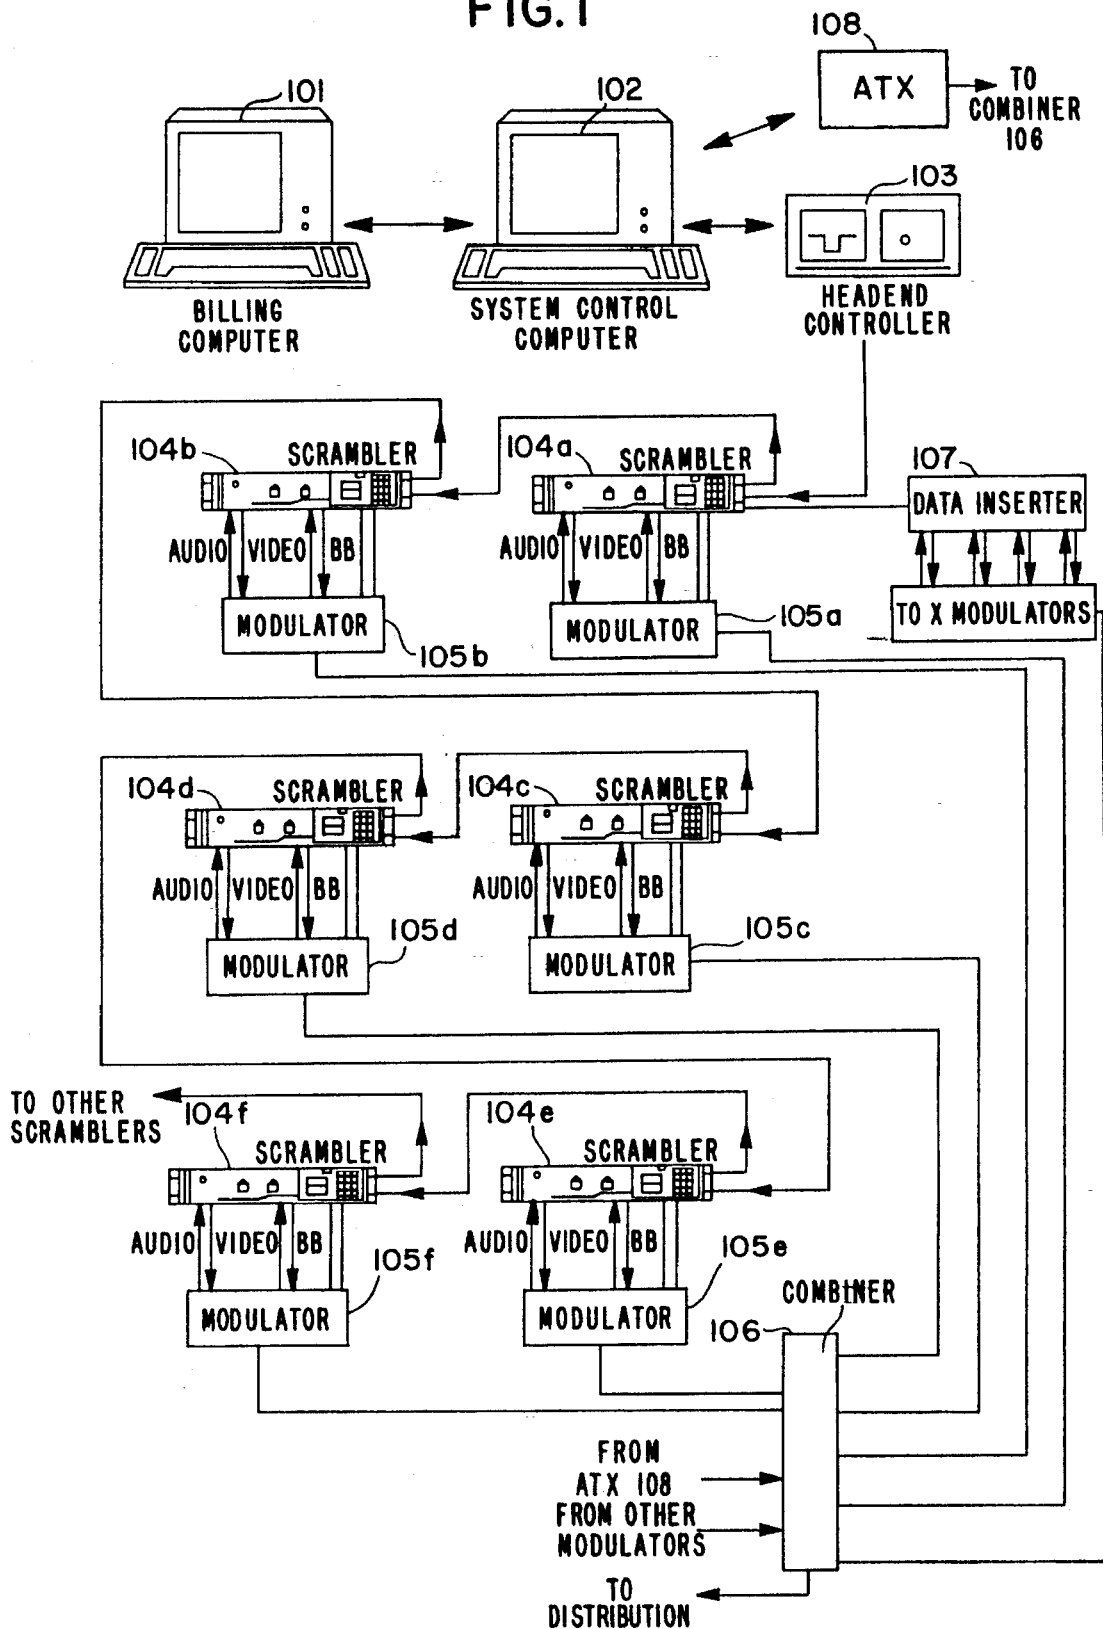 FIG. 1
108
ATX
TO
COMBINER
106
101
102
103
BILLING
COMPUTER
SYSTEM CONTROL
COMPUTER
HEADEND
CONTROLLER
104b
SCRAMBLER
104a
SCRAMBLER
107
DATA INSERTER
AUDIO
VIDEO
BB
AUDIO
VIDEO
BB
MODULATOR
105b
MODULATOR
105a
TO X MODULATORS
104d
SCRAMBLER
104c
SCRAMBLER
AUDIO
VIDEO
BB
AUDIO
VIDEO
BB
MODULATOR
105d
MODULATOR
105c
TO OTHER
SCRAMBLERS
104f
SCRAMBLER
104e
SCRAMBLER
AUDIO
VIDEO
BB
AUDIO
VIDEO
BB
105f
105e
MODULATOR
MODULATOR
COMBINER
106
FROM
ATX 108
FROM OTHER
MODULATORS
TO
DISTRIBUTION